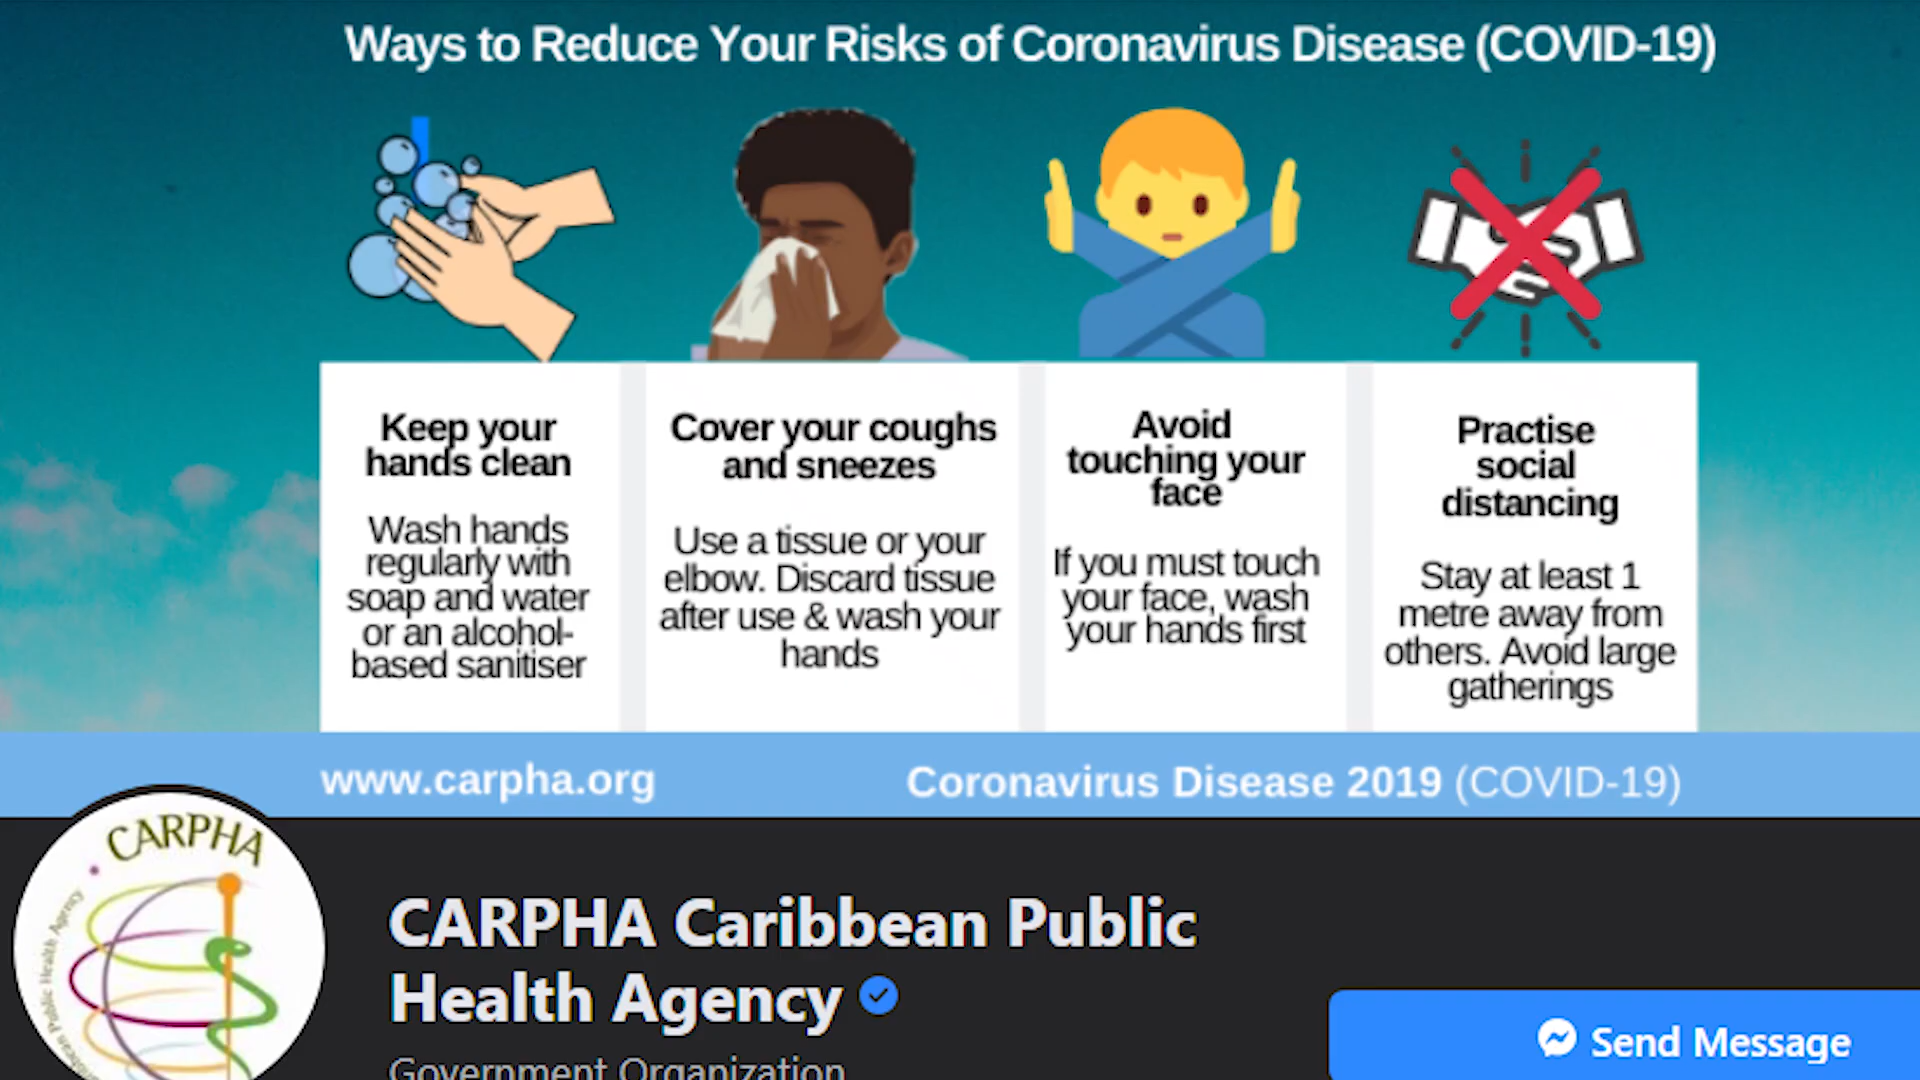 Ways to Reduce Your Risks of Coronavirus Disease (COVID-19)
Keep your
hands clean
Wash hands
regularly with
soap and water
or an alcohol-
based sanitiser
Cover your coughs
and sneezes
Use a tissue or your
elbow. Discard tissue
after use & wash your
hands
Avoid
touching your
face
If you must touch
your face, wash
your hands first
Practise
social
distancing
Stay at least 1
metre away from
others. Avoid large
gatherings
www.carpha.org
Coronavirus Disease 2019 (COVID-19)
CARPHA
Public Health Agency
CARPHA Caribbean Public
Health Agency
Government Organization
Send Message